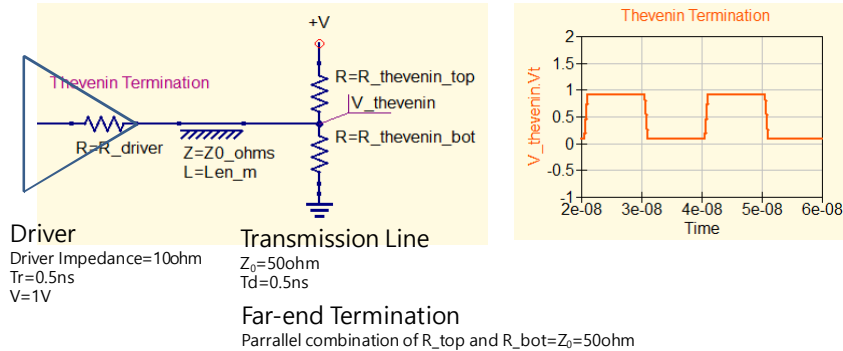 +V
Thevenin Termination
R=R_thevenin_top
V_thevenin
R=R_thevenin_bot
R=R_driver
Z=Z0_ohms
L=Len_m
Thevenin Termination
V_thevenin.Vt
2
1.5
1
0.5
0
-0.5
-1
2e-08 3e-08 4e-08 5e-08 6e-08
Time
Driver
Driver Impedance=10ohm
Tr=0.5ns
V=1V
Transmission Line
Z₀=50ohm
Td=0.5ns
Far-end Termination
Parrallel combination of R_top and R_bot=Z₀=50ohm